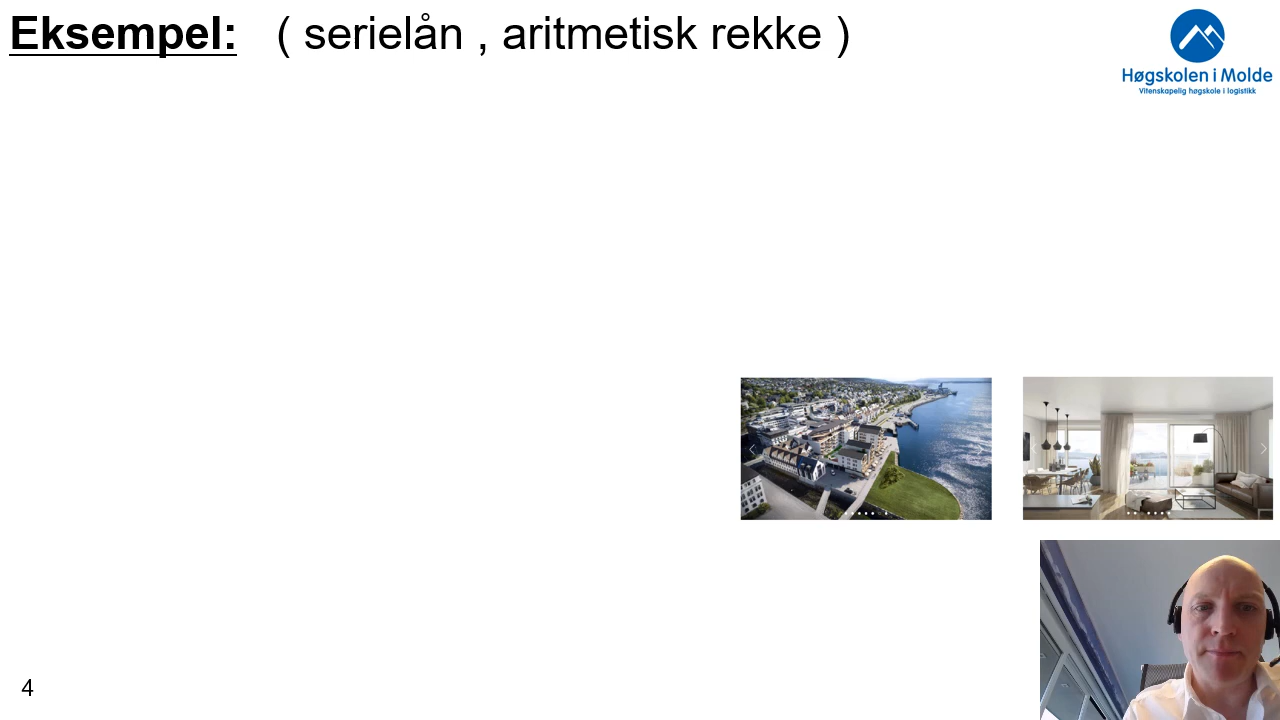 Eksempel: ( serielån , aritmetisk rekke )
Høgskolen i Molde
Vitenskapelig høgskole i logistikk
4